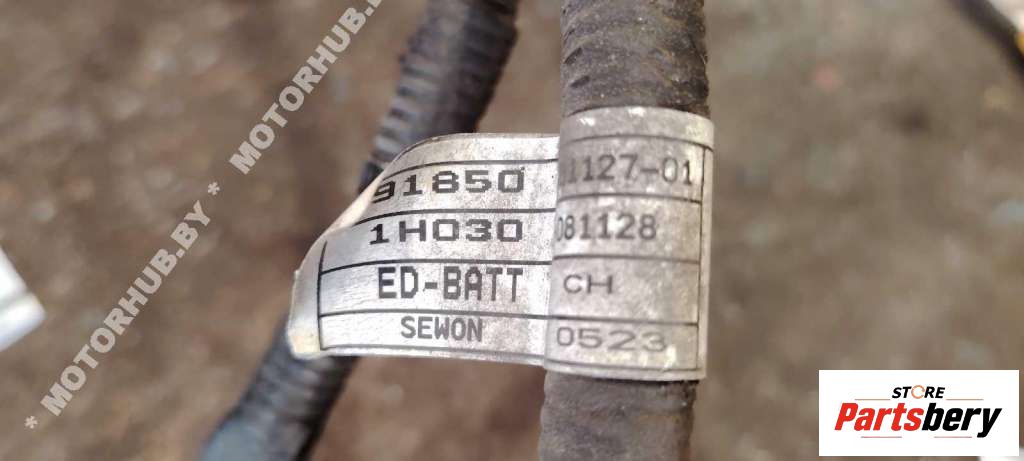 91850 1127-01
1H030 081128
ED-BATT CH
SEWON 0523
* MOTORHUB.BY * MOTORHUB.BY
STORE
Partsbery